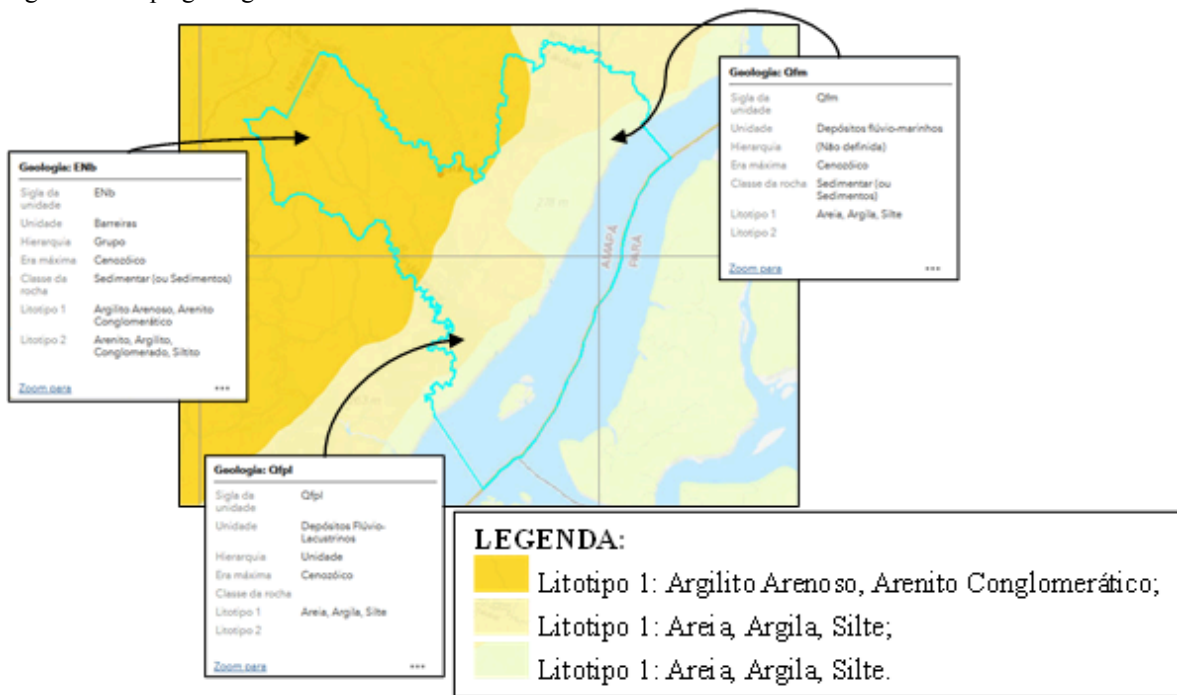 Geologia: Qfm
Sigla da unidade
Qfm
Unidade
Depósitos flúvio-marinhos
Hierarquia
(Não definida)
Era máxima
Cenozóico
Classe da rocha
Sedimentar (ou Sedimentos)
Litotipo 1
Areia, Argila, Silte
Litotipo 2
Zoom para
•••
Geologia: ENb
Sigla da unidade
ENb
Unidade
Barreiras
Hierarquia
Grupo
Era máxima
Cenozóico
Classe da rocha
Sedimentar (ou Sedimentos)
Litotipo 1
Argilito Arenoso, Arenito Conglomerático
Litotipo 2
Arenito, Argilito, Conglomerado, Siltito
Zoom para
•••
AMAPÁ
PARÁ
Geologia: Qfpl
Sigla da unidade
Qfpl
Unidade
Depósitos Flúvio-Lacustrinos
Hierarquia
Unidade
Era máxima
Cenozóico
Classe da rocha
Litotipo 1
Areia, Argila, Silte
Litotipo 2
Zoom para
•••
LEGENDA:
Litotipo 1: Argilito Arenoso, Arenito Conglomerático;
Litotipo 1: Areia, Argila, Silte;
Litotipo 1: Areia, Argila, Silte.